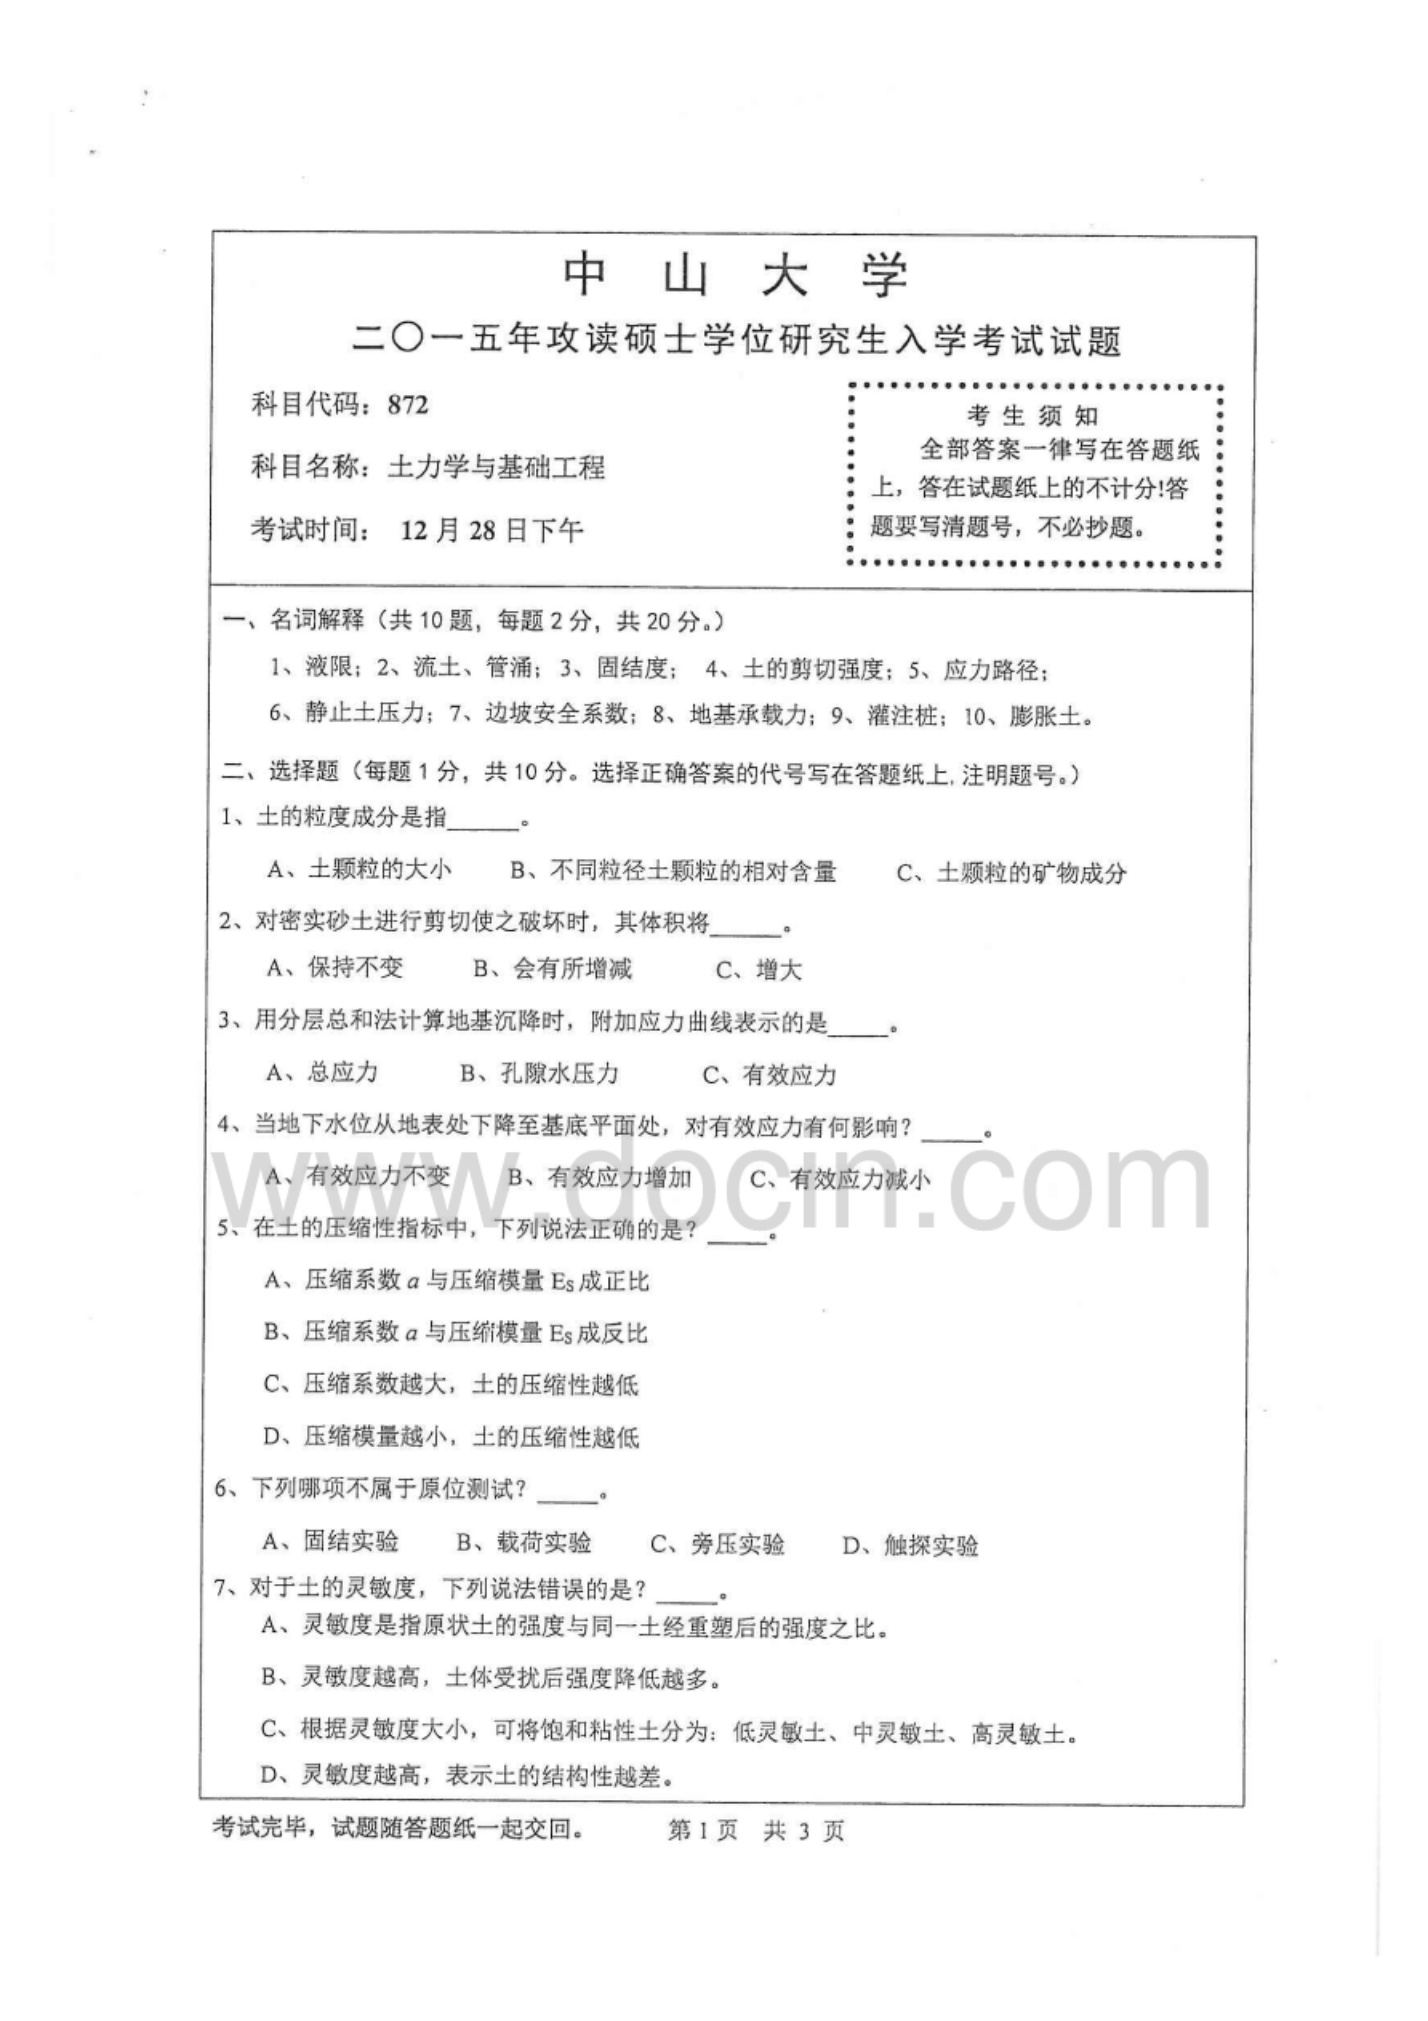 中 山 大 学
二〇一五年攻读硕士学位研究生入学考试试题
科目代码：872
科目名称：土力学与基础工程
考试时间： 12 月 28 日下午
考 生 须 知
全部答案一律写在答题纸
上，答在试题纸上的不计分!答
题要写清题号，不必抄题。
一、名词解释（共 10 题，每题 2 分，共 20 分。）
1、液限；2、流土、管涌；3、固结度； 4、土的剪切强度；5、应力路径；
6、静止土压力；7、边坡安全系数；8、地基承载力；9、灌注桩；10、膨胀土。
二、选择题（每题 1 分，共 10 分。选择正确答案的代号写在答题纸上,注明题号。）
1、土的粒度成分是指______。
A、土颗粒的大小 B、不同粒径土颗粒的相对含量 C、土颗粒的矿物成分
2、对密实砂土进行剪切使之破坏时，其体积将______。
A、保持不变 B、会有所增减 C、增大
3、用分层总和法计算地基沉降时，附加应力曲线表示的是_____。
A、总应力 B、孔隙水压力 C、有效应力
4、当地下水位从地表处下降至基底平面处，对有效应力有何影响？_____。
A、有效应力不变 B、有效应力增加 C、有效应力减小
www.docin.com
5、在土的压缩性指标中，下列说法正确的是？_____。
A、压缩系数 a 与压缩模量 Es 成正比
B、压缩系数 a 与压缩模量 Es 成反比
C、压缩系数越大，土的压缩性越低
D、压缩模量越小，土的压缩性越低
6、下列哪项不属于原位测试？_____。
A、固结实验 B、载荷实验 C、旁压实验 D、触探实验
7、对于土的灵敏度，下列说法错误的是？_____。
A、灵敏度是指原状土的强度与同一土经重塑后的强度之比。
B、灵敏度越高，土体受扰后强度降低越多。
C、根据灵敏度大小，可将饱和粘性土分为：低灵敏土、中灵敏土、高灵敏土。
D、灵敏度越高，表示土的结构性越差。
考试完毕，试题随答题纸一起交回。 第 1 页 共 3 页